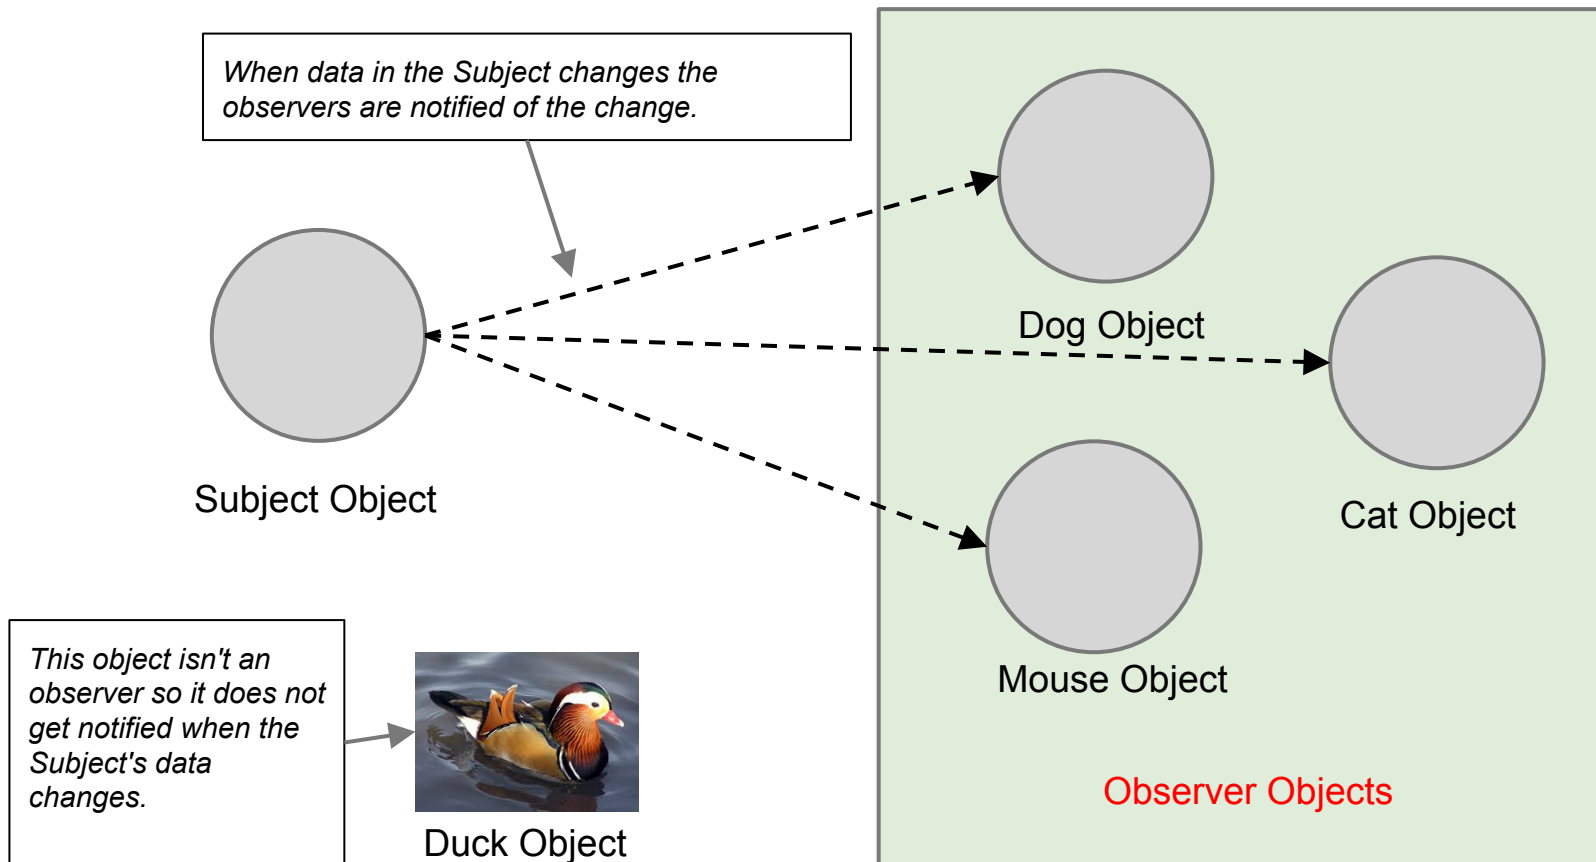 When data in the Subject changes the
observers are notified of the change.
Dog Object
Subject Object
Cat Object
Mouse Object
This object isn't an
observer so it does not
get notified when the
Subject's data
changes.
Duck Object
Observer Objects